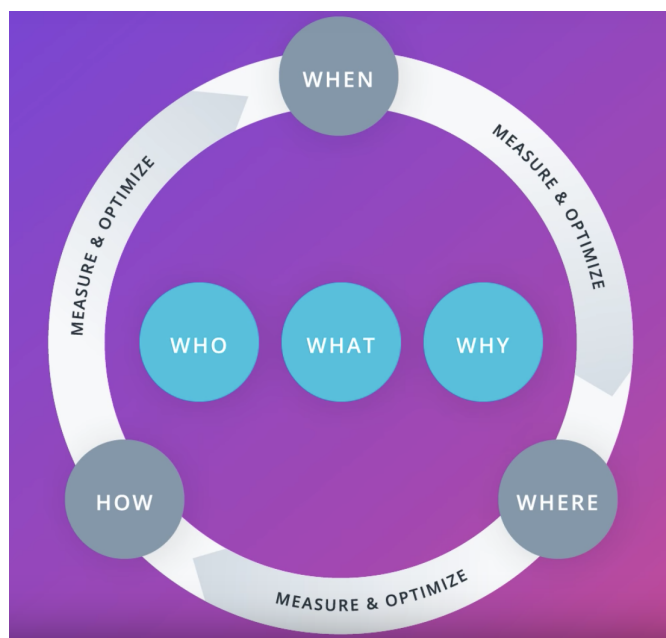 WHEN
MEASURE & OPTIMIZE
MEASURE & OPTIMIZE
WHO
WHAT
WHY
HOW
WHERE
MEASURE & OPTIMIZE